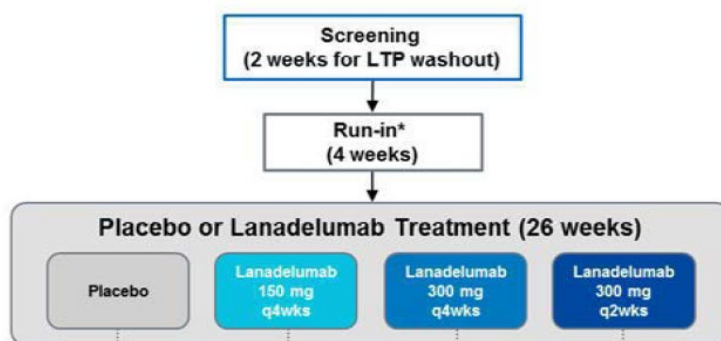 Screening
(2 weeks for LTP washout)
Run-in*
(4 weeks)
Placebo or Lanadelumab Treatment (26 weeks)
Placebo
Lanadelumab
150 mg
q4wks
Lanadelumab
300 mg
q4wks
Lanadelumab
300 mg
q2wks